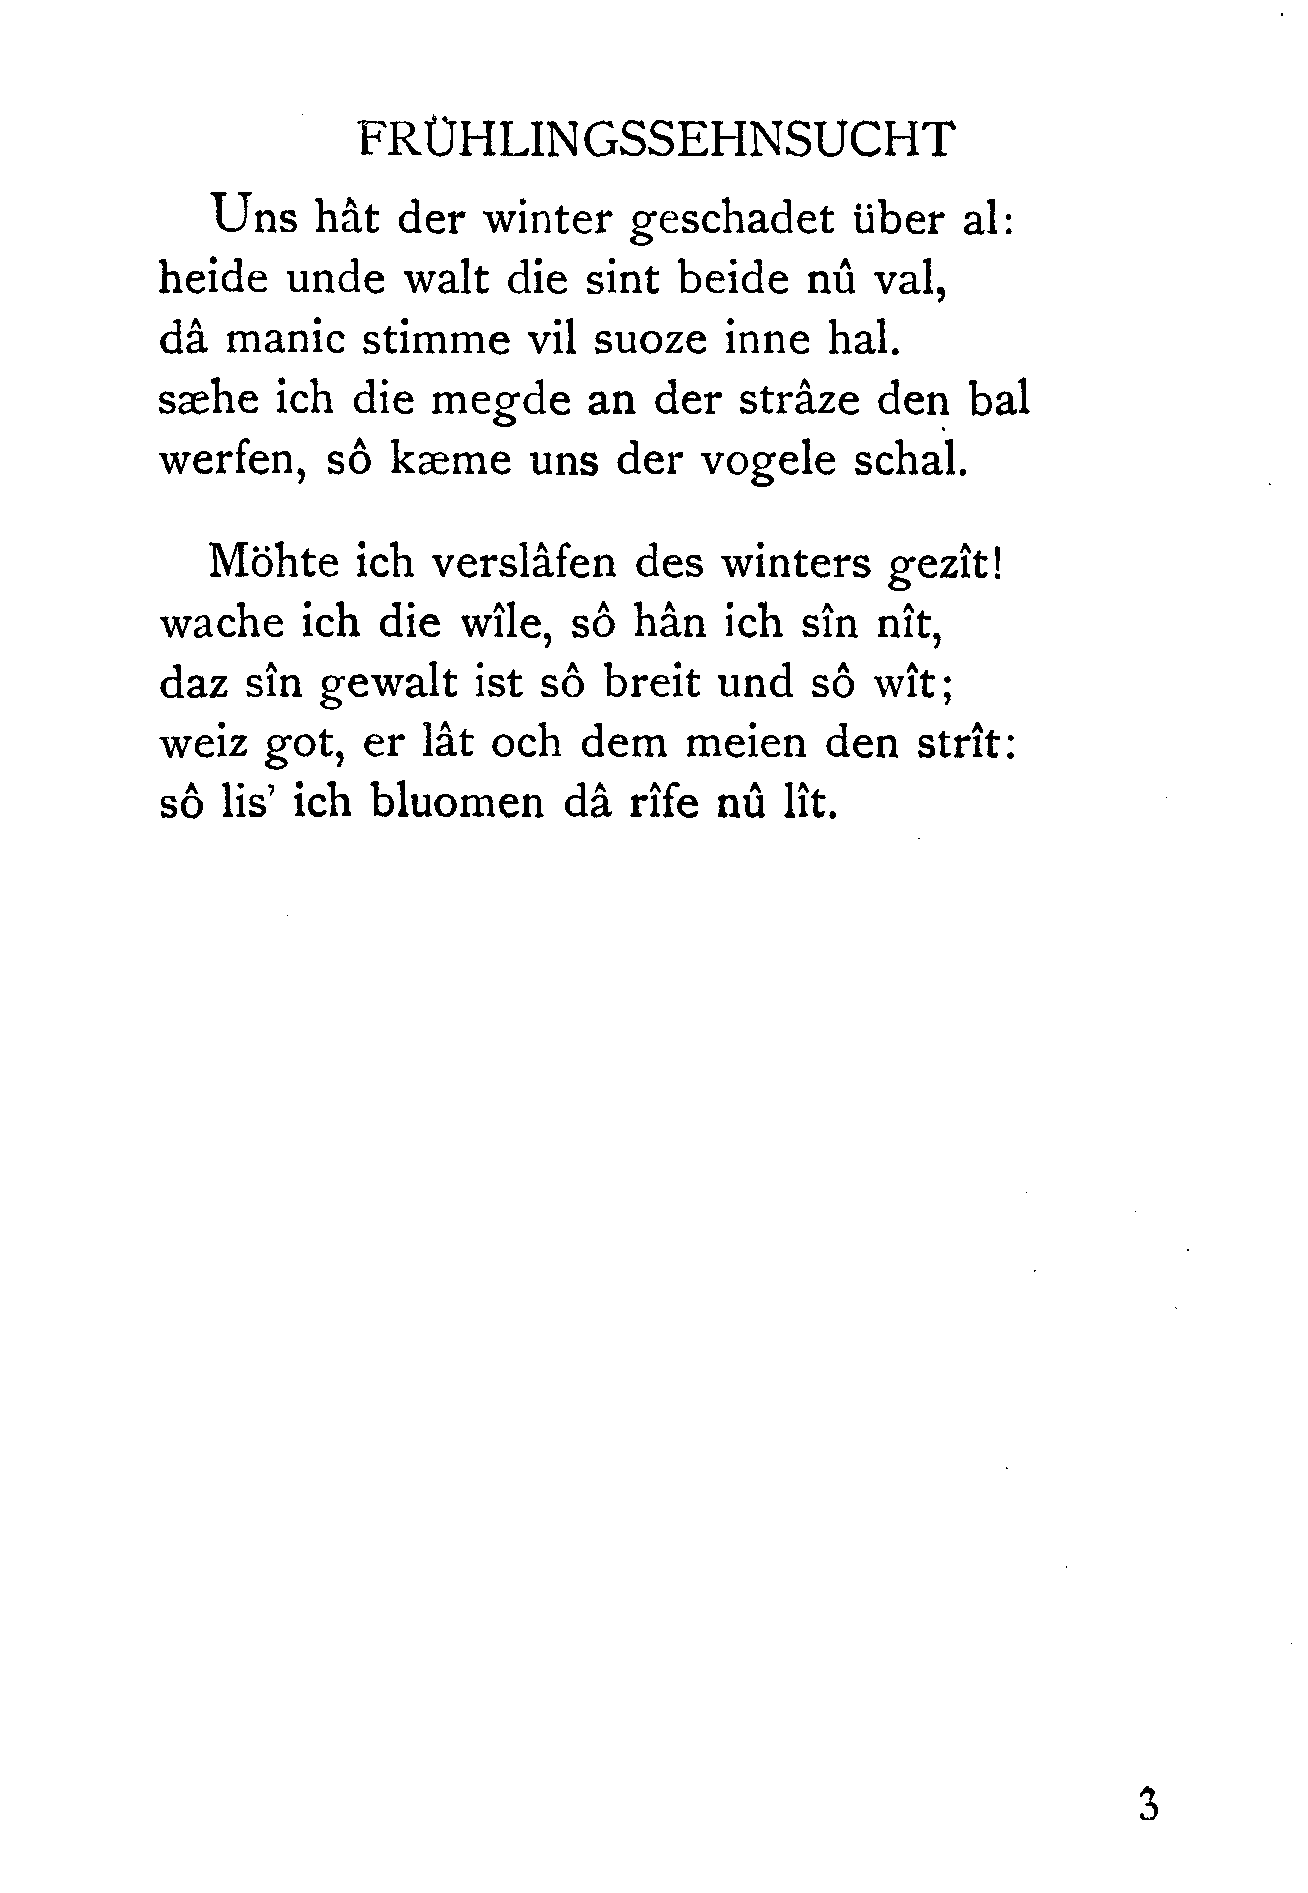 FRÜHLINGSSEHNSUCHT
Uns hât der winter geschadet über al:
heide unde walt die sint beide nû val,
dâ manic stimme vil suoze inne hal.
sæhe ich die megde an der strâze den bal
werfen, sô kæme uns der vogele schal.
Möhte ich verslâfen des winters gezît!
wache ich die wîle, sô hân ich sîn nît,
daz sîn gewalt ist sô breit und sô wît;
weiz got, er lât och dem meien den strît:
sô lis' ich bluomen dâ rîfe nû lît.
3